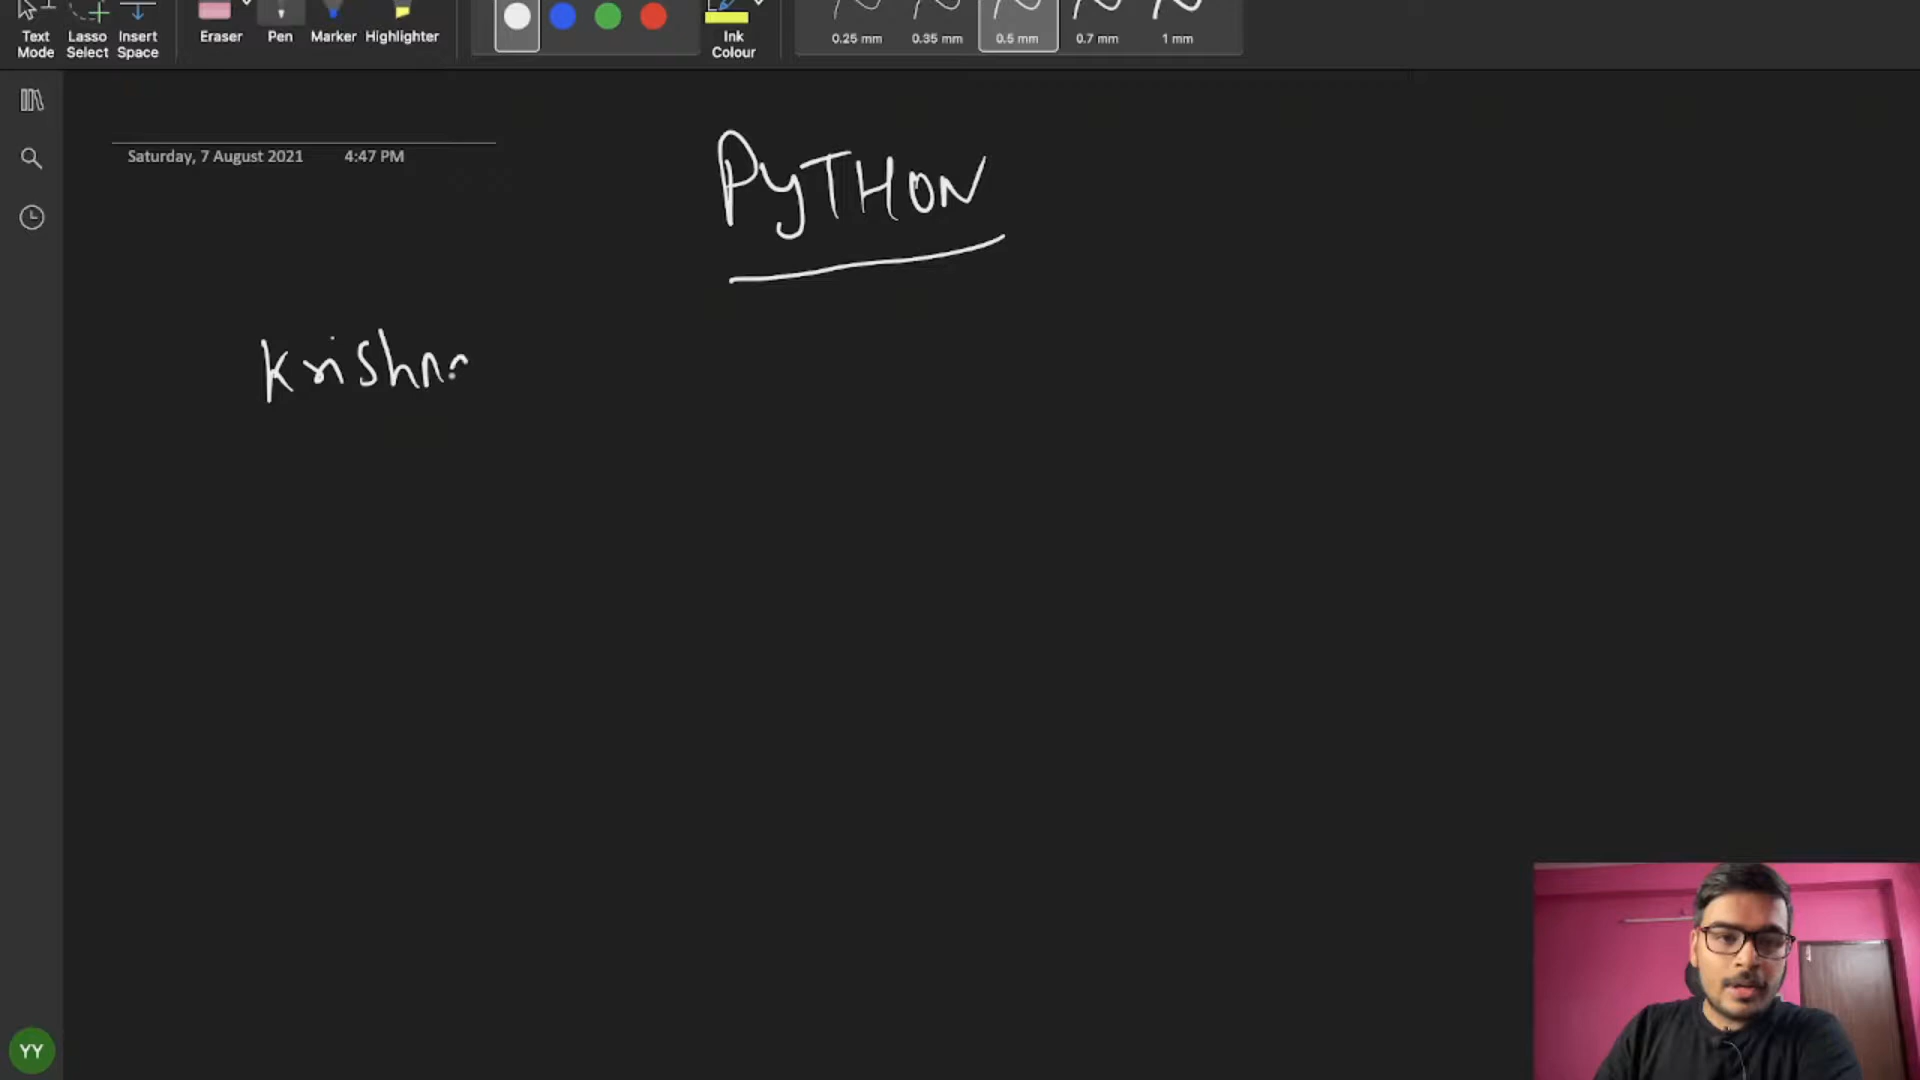 Text Mode
Lasso Select
Insert Space
Eraser
Pen
Marker
Highlighter
Ink Colour
0.25 mm
0.35 mm
0.5 mm
0.7 mm
1 mm
Saturday, 7 August 2021 4:47 PM
PYTHON
Krishna
YY